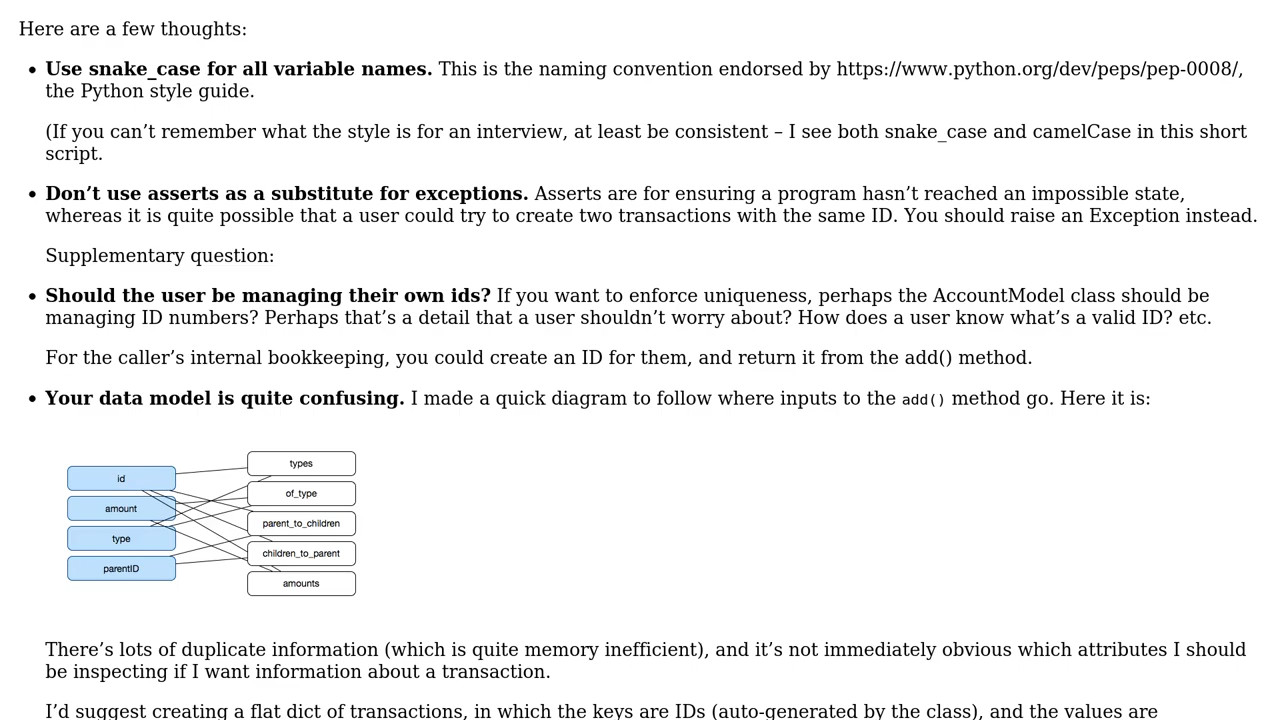 Here are a few thoughts:
Use snake_case for all variable names. This is the naming convention endorsed by https://www.python.org/dev/peps/pep-0008/,
the Python style guide.
(If you can’t remember what the style is for an interview, at least be consistent – I see both snake_case and camelCase in this short
script.
Don’t use asserts as a substitute for exceptions. Asserts are for ensuring a program hasn’t reached an impossible state,
whereas it is quite possible that a user could try to create two transactions with the same ID. You should raise an Exception instead.
Supplementary question:
Should the user be managing their own ids? If you want to enforce uniqueness, perhaps the AccountModel class should be
managing ID numbers? Perhaps that’s a detail that a user shouldn’t worry about? How does a user know what’s a valid ID? etc.
For the caller’s internal bookkeeping, you could create an ID for them, and return it from the add() method.
Your data model is quite confusing. I made a quick diagram to follow where inputs to the add() method go. Here it is:
id
amount
type
parentID
types
of_type
parent_to_children
children_to_parent
amounts
There’s lots of duplicate information (which is quite memory inefficient), and it’s not immediately obvious which attributes I should
be inspecting if I want information about a transaction.
I’d suggest creating a flat dict of transactions, in which the keys are IDs (auto-generated by the class), and the values are